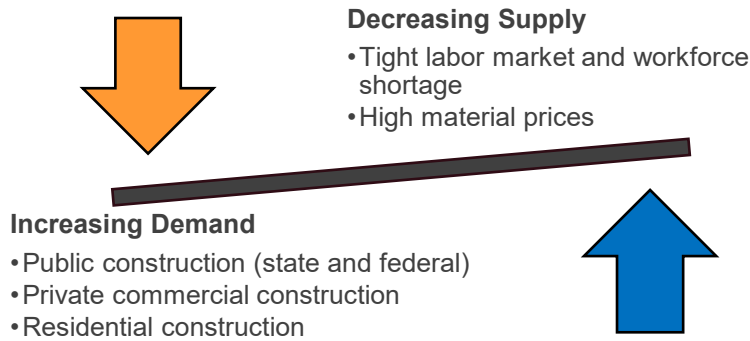 Decreasing Supply
•Tight labor market and workforce
shortage
•High material prices
Increasing Demand
•Public construction (state and federal)
•Private commercial construction
•Residential construction